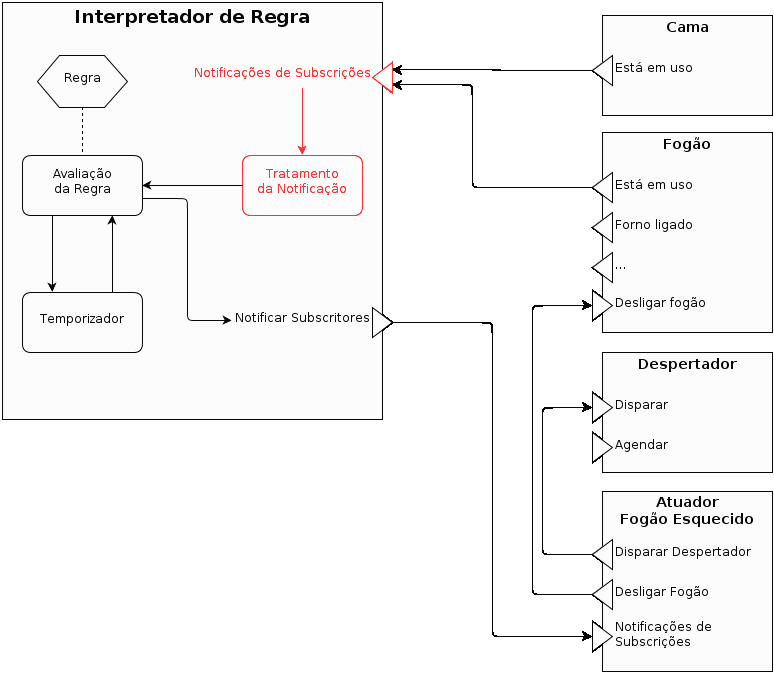 Interpretador de Regra
Regra
Notificações de Subscrições
Avaliação
da Regra
Tratamento
da Notificação
Temporizador
Notificar Subscritores
Cama
Está em uso
Fogão
Está em uso
Forno ligado
...
Desligar fogão
Despertador
Disparar
Agendar
Atuador
Fogão Esquecido
Disparar Despertador
Desligar Fogão
Notificações de
Subscrições